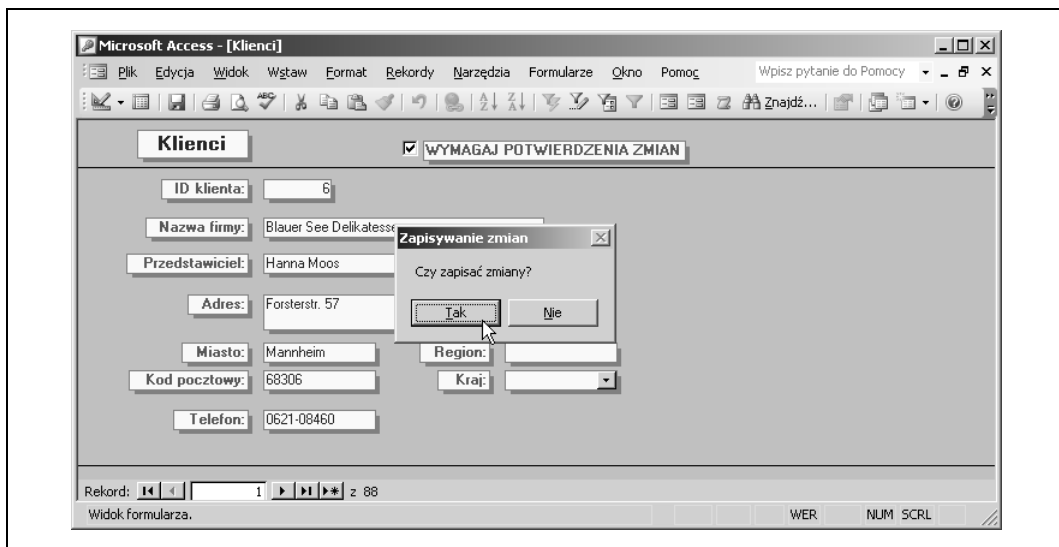 Microsoft Access - [Klienci]
Plik Edycja Widok Wstaw Format Rekordy Narzędzia Formularze Okno Pomoc Wpisz pytanie do Pomocy
ABC A Z Z A Znajdź...
Klienci WYMAGAJ POTWIERDZENIA ZMIAN
ID klienta: 6
Nazwa firmy: Blauer See Delikatesse
Zapisywanie zmian
Przedstawiciel: Hanna Moos
Czy zapisać zmiany?
Adres: Forsterstr. 57
Tak Nie
Miasto: Mannheim Region:
Kod pocztowy: 68306 Kraj:
Telefon: 0621-08460
Rekord: 1 z 88
Widok formularza. WER NUM SCRL